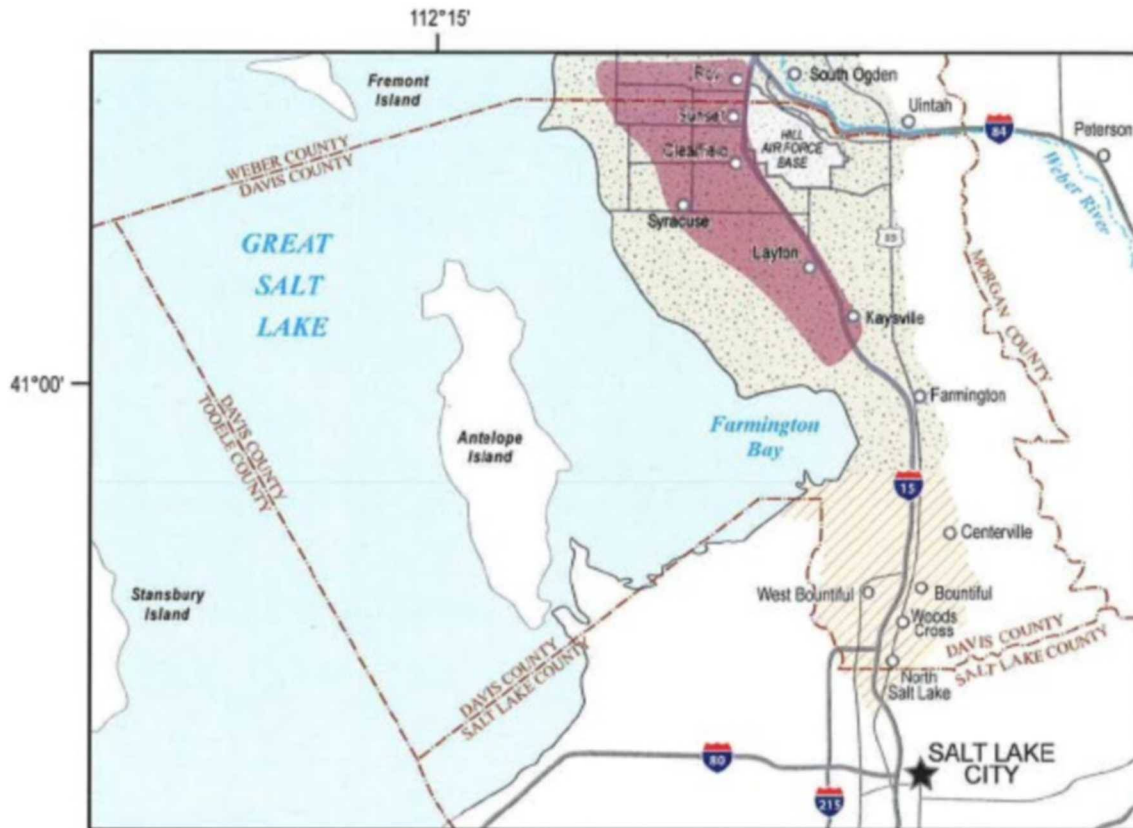 112°15'
Fremont
Island
Roy
South Ogden
Uintah
84
Peterson
Sunset
HILL
AIR FORCE
BASE
Clearfield
WEBER COUNTY
DAVIS COUNTY
Weber River
Syracuse
89
GREAT
SALT
LAKE
Layton
MORGAN COUNTY
Kaysville
41°00'
Farmington
DAVIS COUNTY
TOOELE COUNTY
Antelope
Island
Farmington
Bay
15
Centerville
Stansbury
Island
West Bountiful
Bountiful
Woods
Cross
DAVIS COUNTY
SALT LAKE COUNTY
DAVIS COUNTY
SALT LAKE COUNTY
North
Salt Lake
80
SALT LAKE
CITY
215